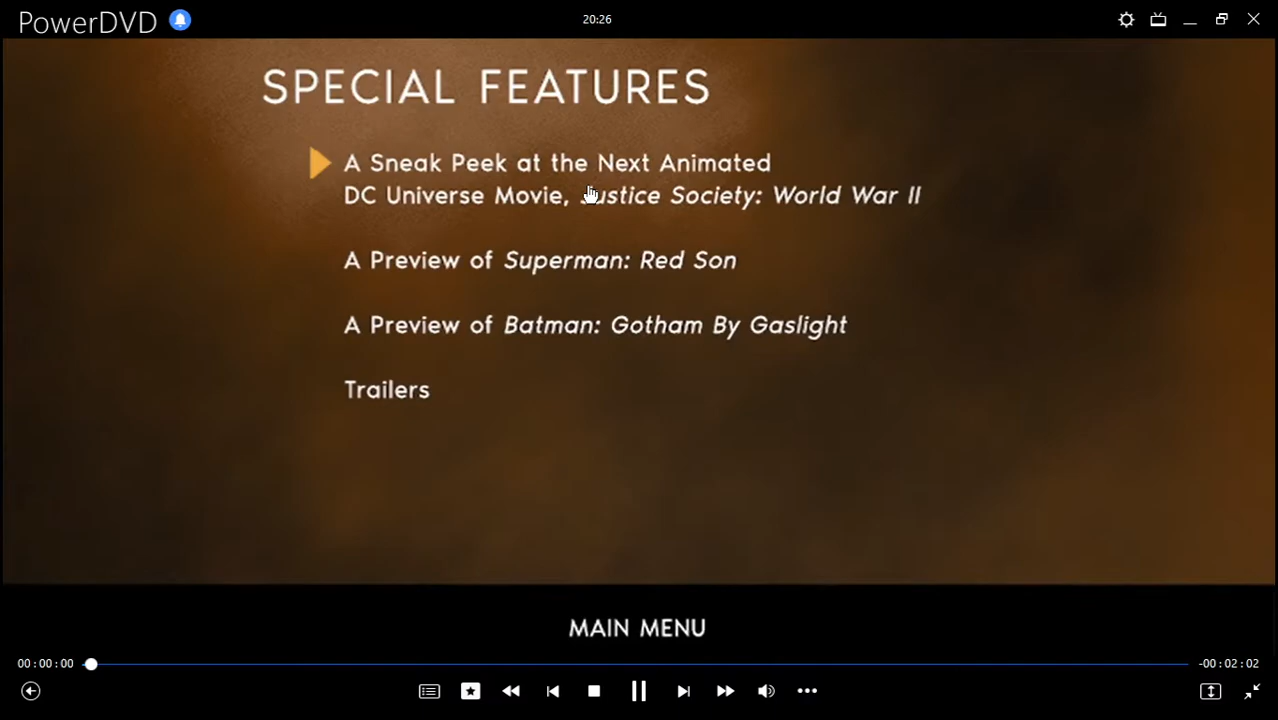 PowerDVD
20:26
SPECIAL FEATURES
A Sneak Peek at the Next Animated
DC Universe Movie, Justice Society: World War II
A Preview of Superman: Red Son
A Preview of Batman: Gotham By Gaslight
Trailers
MAIN MENU
00:00:00
-00:02:02